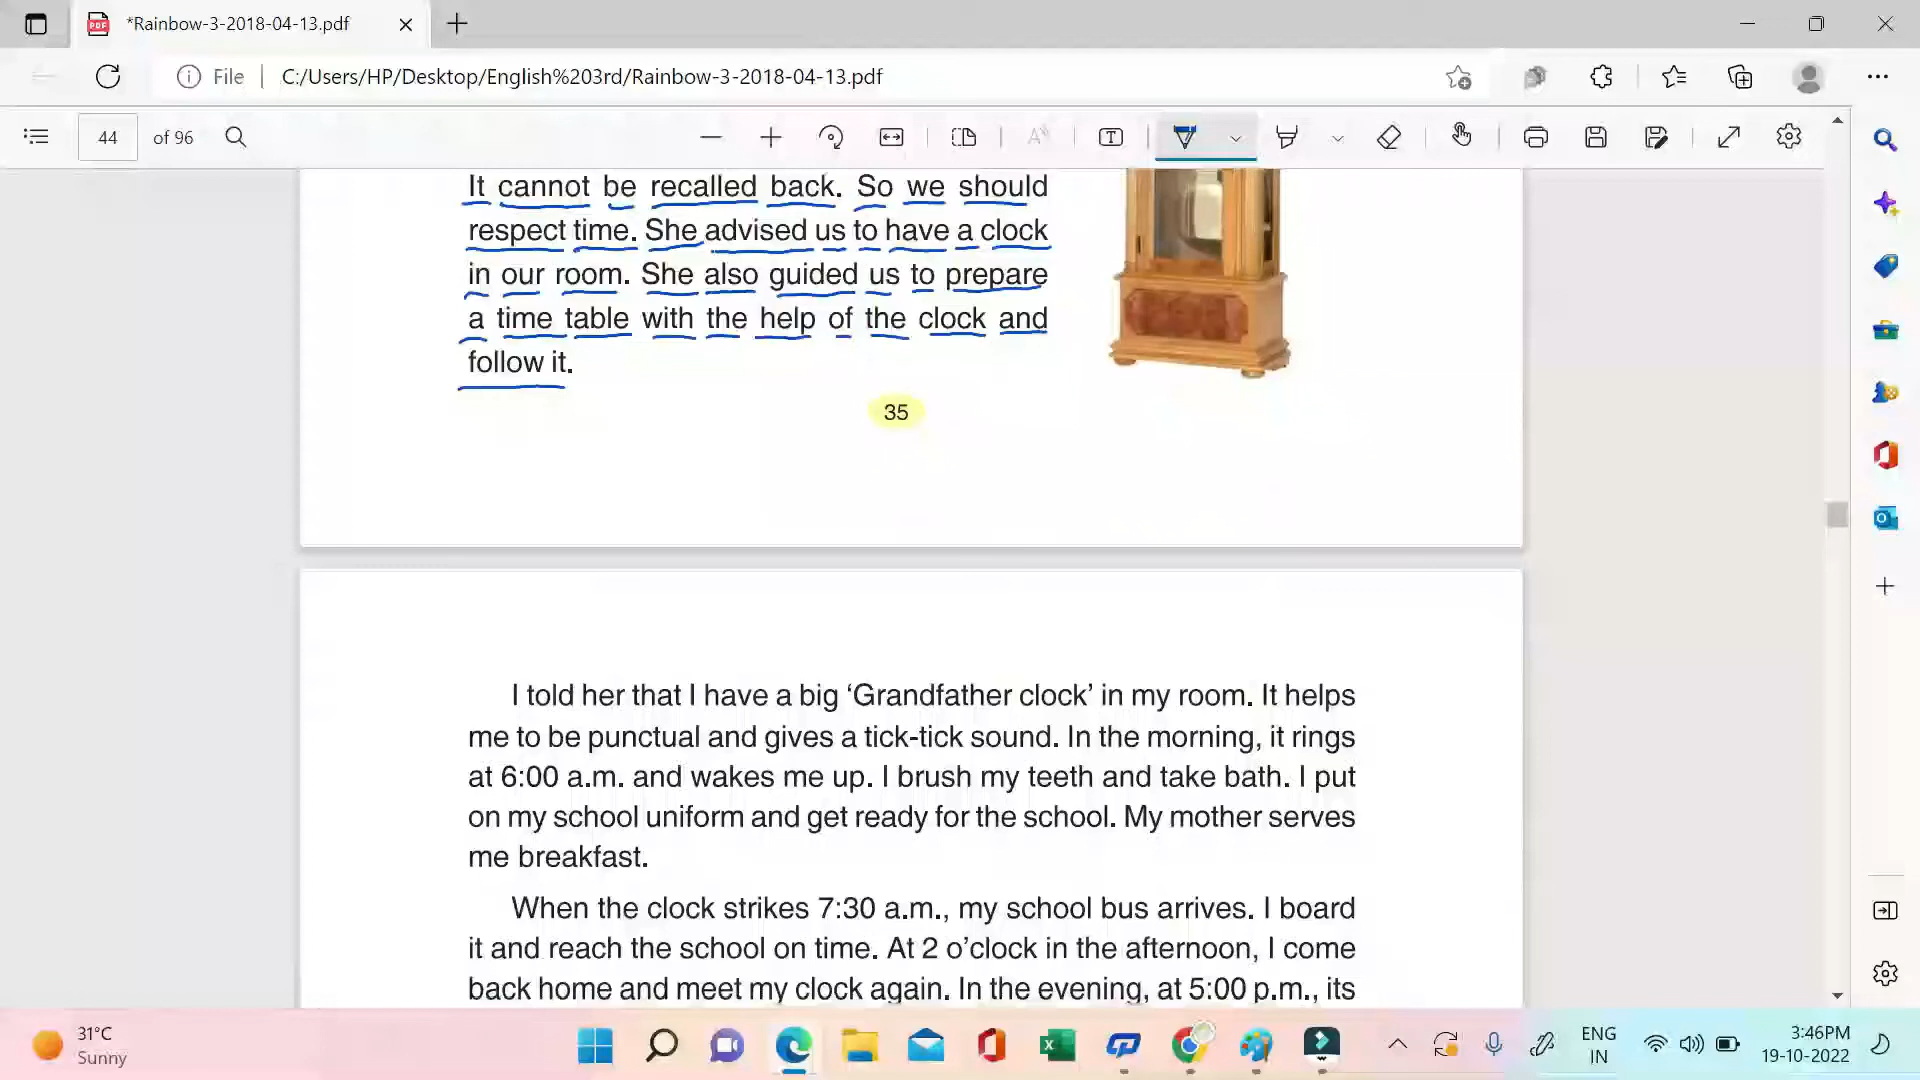 *Rainbow-3-2018-04-13.pdf
File
C:/Users/HP/Desktop/English%203rd/Rainbow-3-2018-04-13.pdf
44 of 96
It cannot be recalled back. So we should
respect time. She advised us to have a clock
in our room. She also guided us to prepare
a time table with the help of the clock and
follow it.
35
I told her that I have a big ‘Grandfather clock’ in my room. It helps
me to be punctual and gives a tick-tick sound. In the morning, it rings
at 6:00 a.m. and wakes me up. I brush my teeth and take bath. I put
on my school uniform and get ready for the school. My mother serves
me breakfast.
When the clock strikes 7:30 a.m., my school bus arrives. I board
it and reach the school on time. At 2 o’clock in the afternoon, I come
back home and meet my clock again. In the evening, at 5:00 p.m., its
31°C
Sunny
ENG
IN
3:46PM
19-10-2022